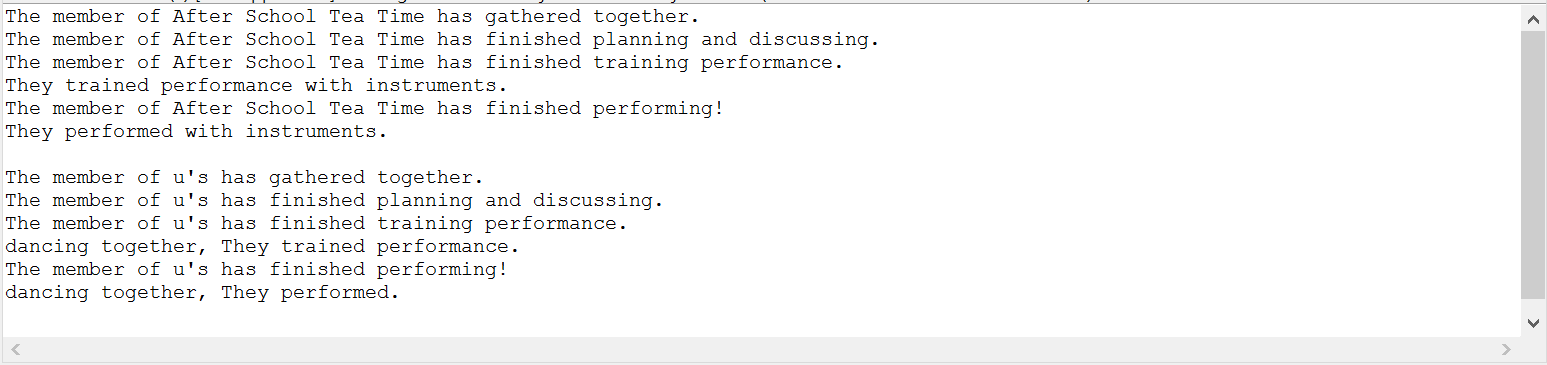 The member of After School Tea Time has gathered together.
The member of After School Tea Time has finished planning and discussing.
The member of After School Tea Time has finished training performance.
They trained performance with instruments.
The member of After School Tea Time has finished performing!
They performed with instruments.
The member of u's has gathered together.
The member of u's has finished planning and discussing.
The member of u's has finished training performance.
dancing together, They trained performance.
The member of u's has finished performing!
dancing together, They performed.